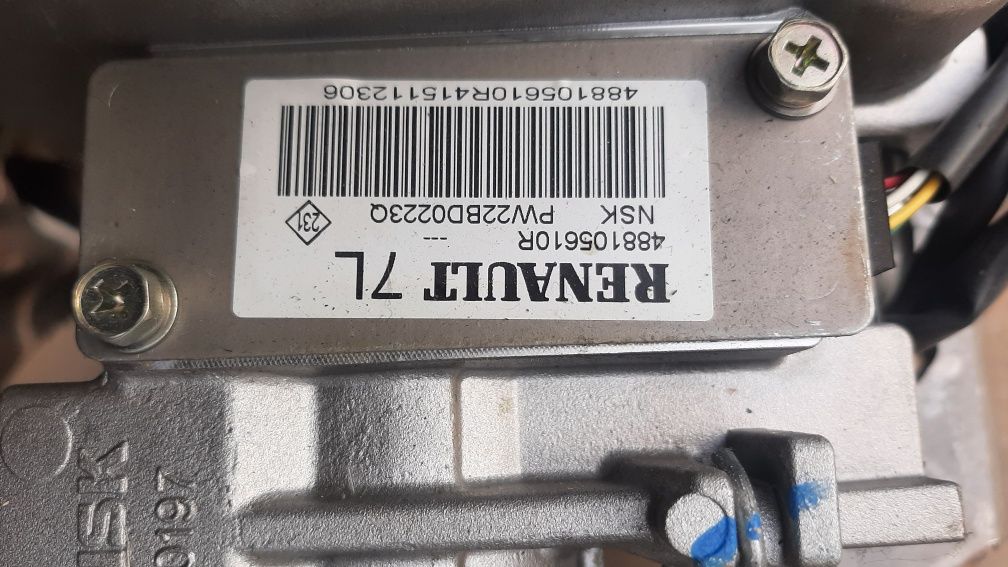 RENAULT 7L
488105610R ---
NSK PW22BD0223Q
231
488105610R415112306
NSK
0197